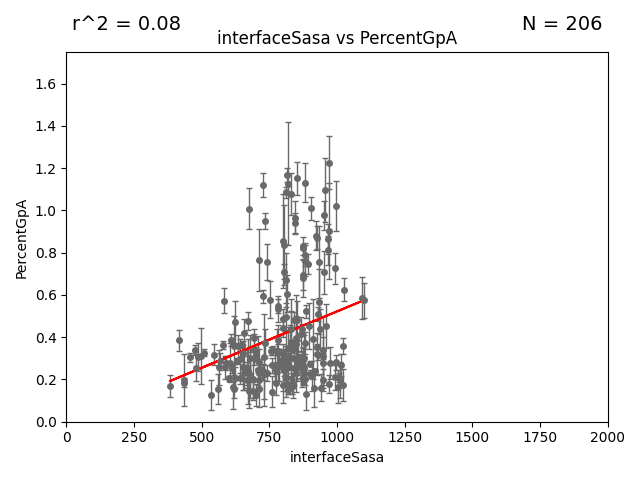 r^2 = 0.08
N = 206
interfaceSasa vs PercentGpA
PercentGpA
1.6
1.4
1.2
1.0
0.8
0.6
0.4
0.2
0.0
0 250 500 750 1000 1250 1500 1750 2000
interfaceSasa